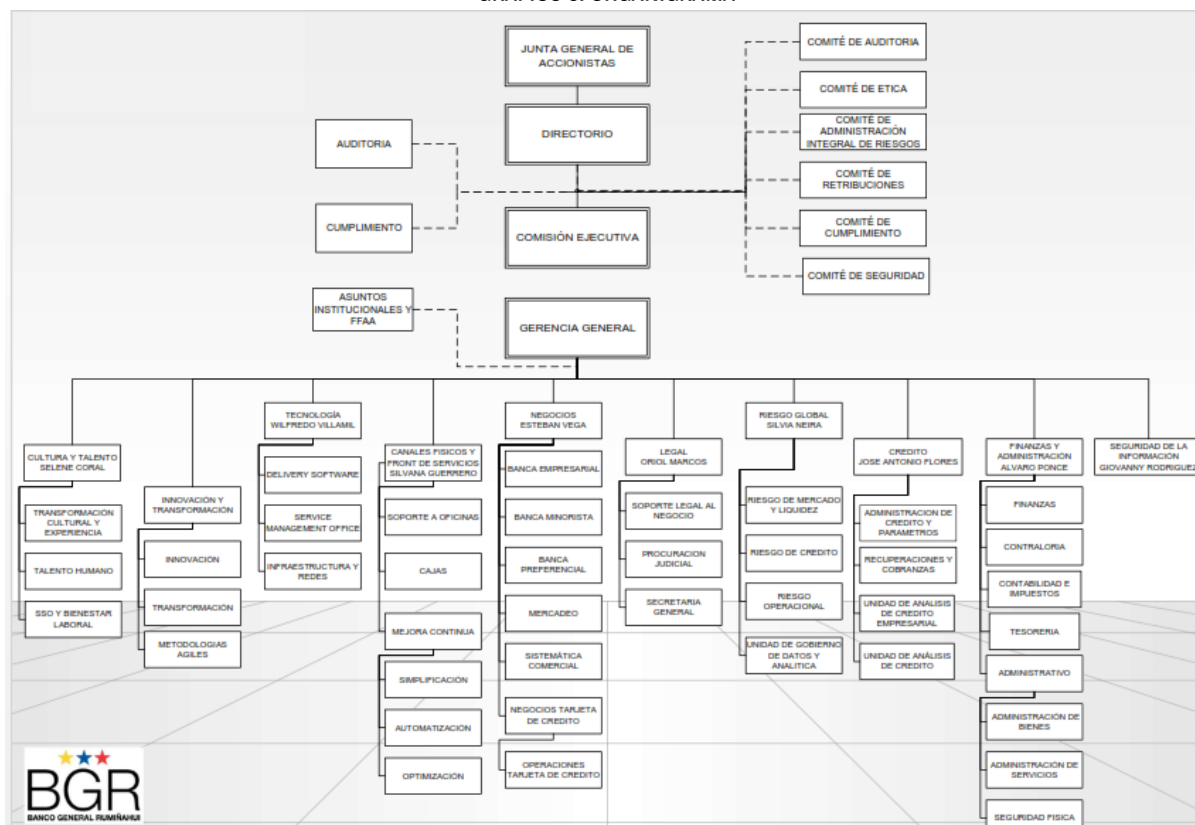 JUNTA GENERAL DE
ACCIONISTAS
DIRECTORIO
AUDITORIA
CUMPLIMIENTO
COMISIÓN EJECUTIVA
COMITÉ DE AUDITORIA
COMITÉ DE ETICA
COMITÉ DE
ADMINISTRACIÓN
INTEGRAL DE RIESGOS
COMITÉ DE
RETRIBUCIONES
COMITÉ DE
CUMPLIMIENTO
COMITÉ DE SEGURIDAD
ASUNTOS
INSTITUCIONALES Y
FFAA
GERENCIA GENERAL
CULTURA Y TALENTO
SELENE CORAL
TRANSFORMACIÓN
CULTURAL Y
EXPERIENCIA
TALENTO HUMANO
SSO Y BIENESTAR
LABORAL
INNOVACIÓN Y
TRANSFORMACIÓN
INNOVACIÓN
TRANSFORMACIÓN
METODOLOGIAS
AGILES
TECNOLOGÍA
WILFREDO VILLAMIL
DELIVERY SOFTWARE
SERVICE
MANAGEMENT OFFICE
INFRAESTRUCTURA Y
REDES
CANALES FISICOS Y
FRONT DE SERVICIOS
SILVANA GUERRERO
SOPORTE A OFICINAS
CAJAS
MEJORA CONTINUA
SIMPLIFICACIÓN
AUTOMATIZACIÓN
OPTIMIZACIÓN
NEGOCIOS
ESTEBAN VEGA
BANCA EMPRESARIAL
BANCA MINORISTA
BANCA
PREFERENCIAL
MERCADEO
SISTEMÁTICA
COMERCIAL
NEGOCIOS TARJETA
DE CREDITO
OPERACIONES
TARJETA DE CREDITO
LEGAL
ORIOL MARCOS
SOPORTE LEGAL AL
NEGOCIO
PROCURACION
JUDICIAL
SECRETARIA
GENERAL
RIESGO GLOBAL
SILVIA NEIRA
RIESGO DE MERCADO
Y LIQUIDEZ
RIESGO DE CREDITO
RIESGO
OPERACIONAL
UNIDAD DE GOBIERNO
DE DATOS Y
ANALITICA
CREDITO
JOSE ANTONIO FLORES
ADMINISTRACION DE
CREDITO Y
PARAMETROS
RECUPERACIONES Y
COBRANZAS
UNIDAD DE ANALISIS
DE CREDITO
EMPRESARIAL
UNIDAD DE ANÁLISIS
DE CREDITO
FINANZAS Y
ADMINISTRACIÓN
ALVARO PONCE
FINANZAS
CONTRALORIA
CONTABILIDAD E
IMPUESTOS
TESORERIA
ADMINISTRATIVO
ADMINISTRACIÓN DE
BIENES
ADMINISTRACIÓN DE
SERVICIOS
SEGURIDAD FISICA
SEGURIDAD DE LA
INFORMACIÓN
GIOVANNY RODRIGUEZ
BGR
BANCO GENERAL RUMIÑAHUI